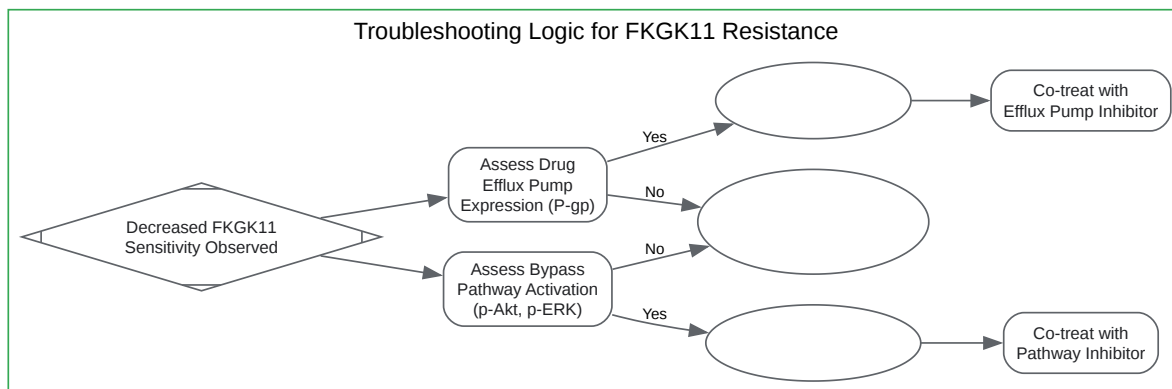 Troubleshooting Logic for FKGK11 Resistance
Decreased FKGK11
Sensitivity Observed
Assess Drug
Efflux Pump
Expression (P-gp)
Yes
No
Co-treat with
Efflux Pump Inhibitor
Assess Bypass
Pathway Activation
(p-Akt, p-ERK)
No
Yes
Co-treat with
Pathway Inhibitor